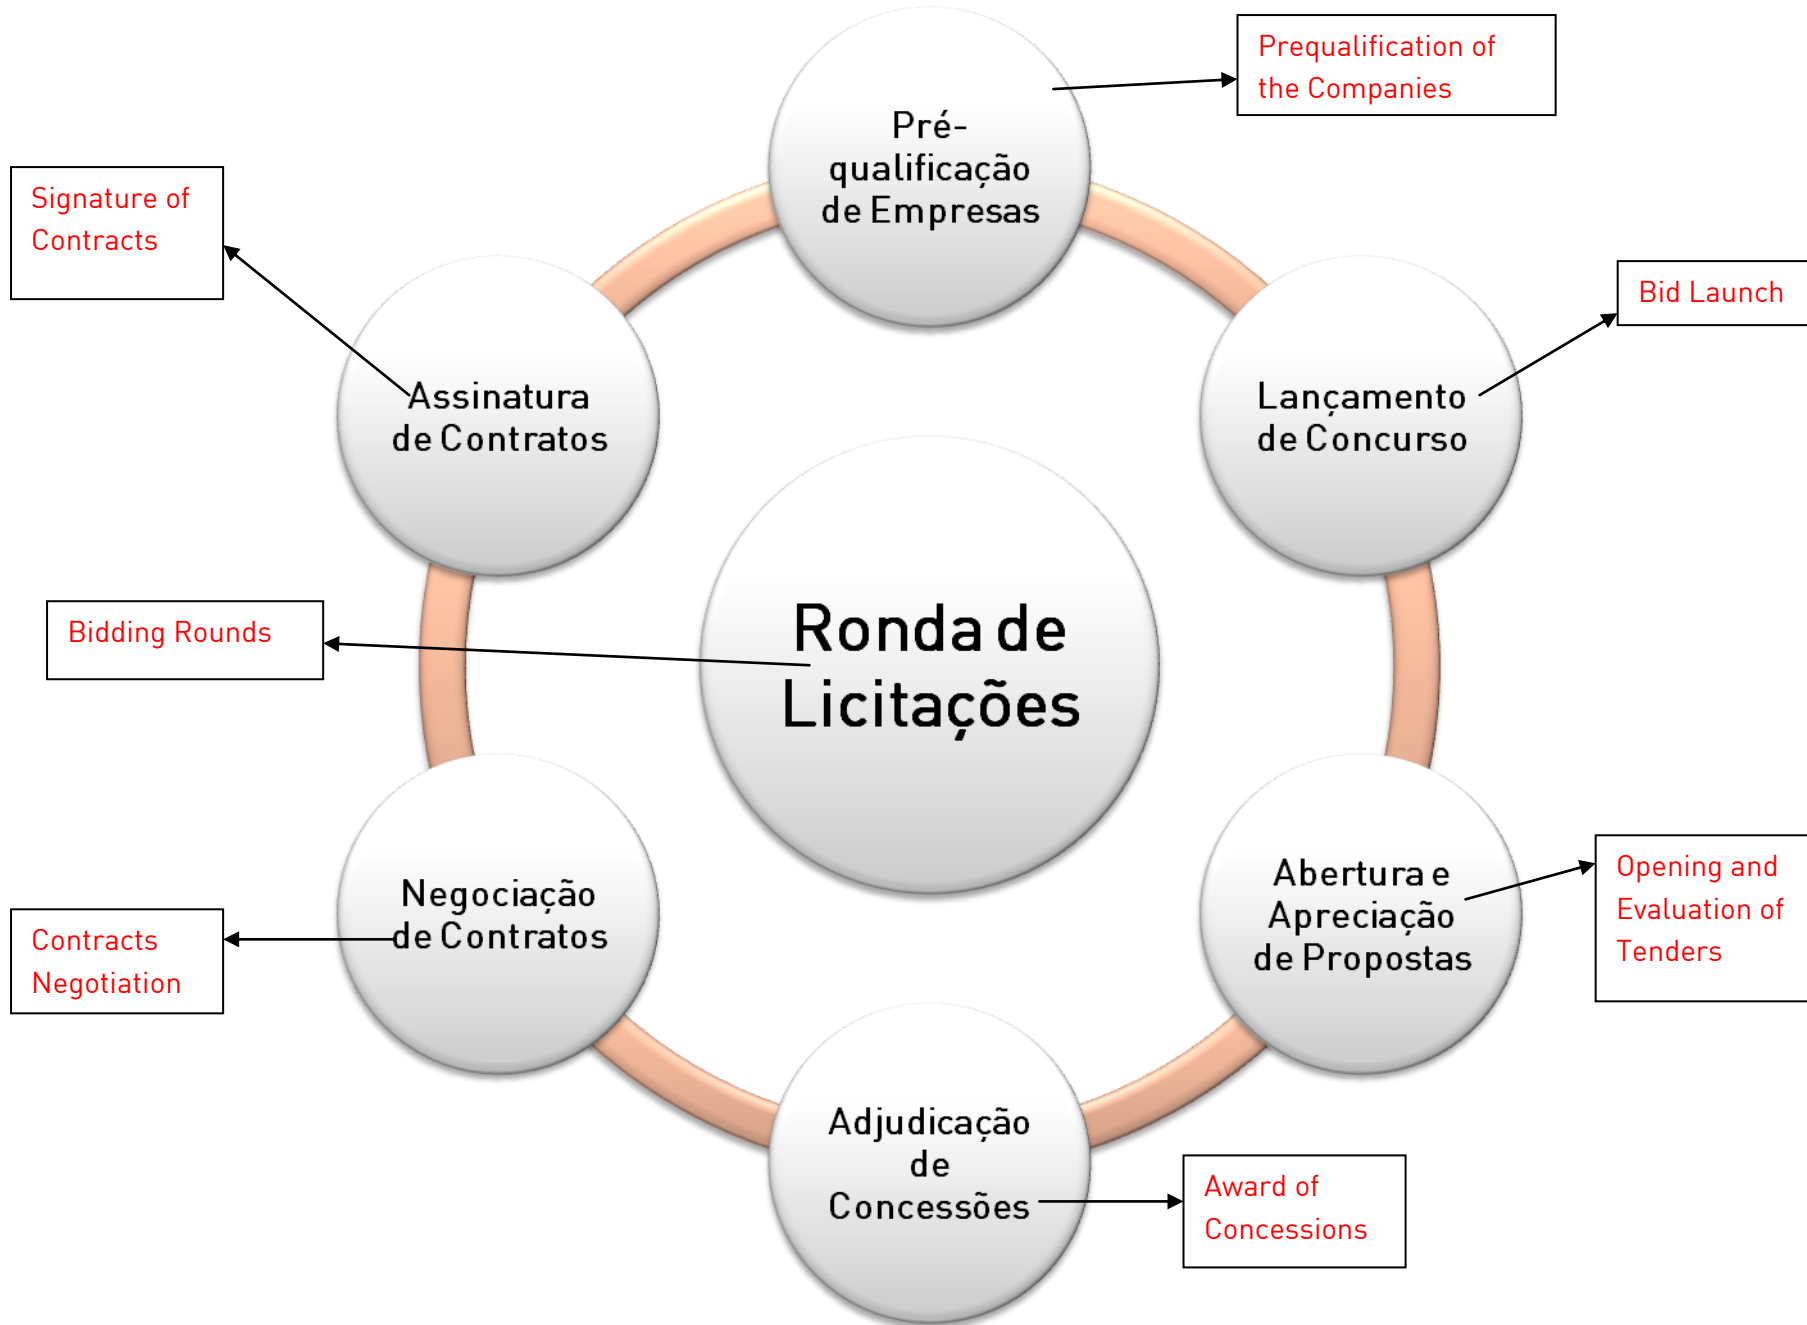 Prequalification of
the Companies
Pré-
qualificação
de Empresas
Signature of
Contracts
Bid Launch
Assinatura
de Contratos
Lançamento
de Concurso
Bidding Rounds
Ronda de
Licitações
Opening and
Evaluation of
Tenders
Abertura e
Apreciação
de Propostas
Negociação
de Contratos
Contracts
Negotiation
Adjudicação
de
Concessões
Award of
Concessions